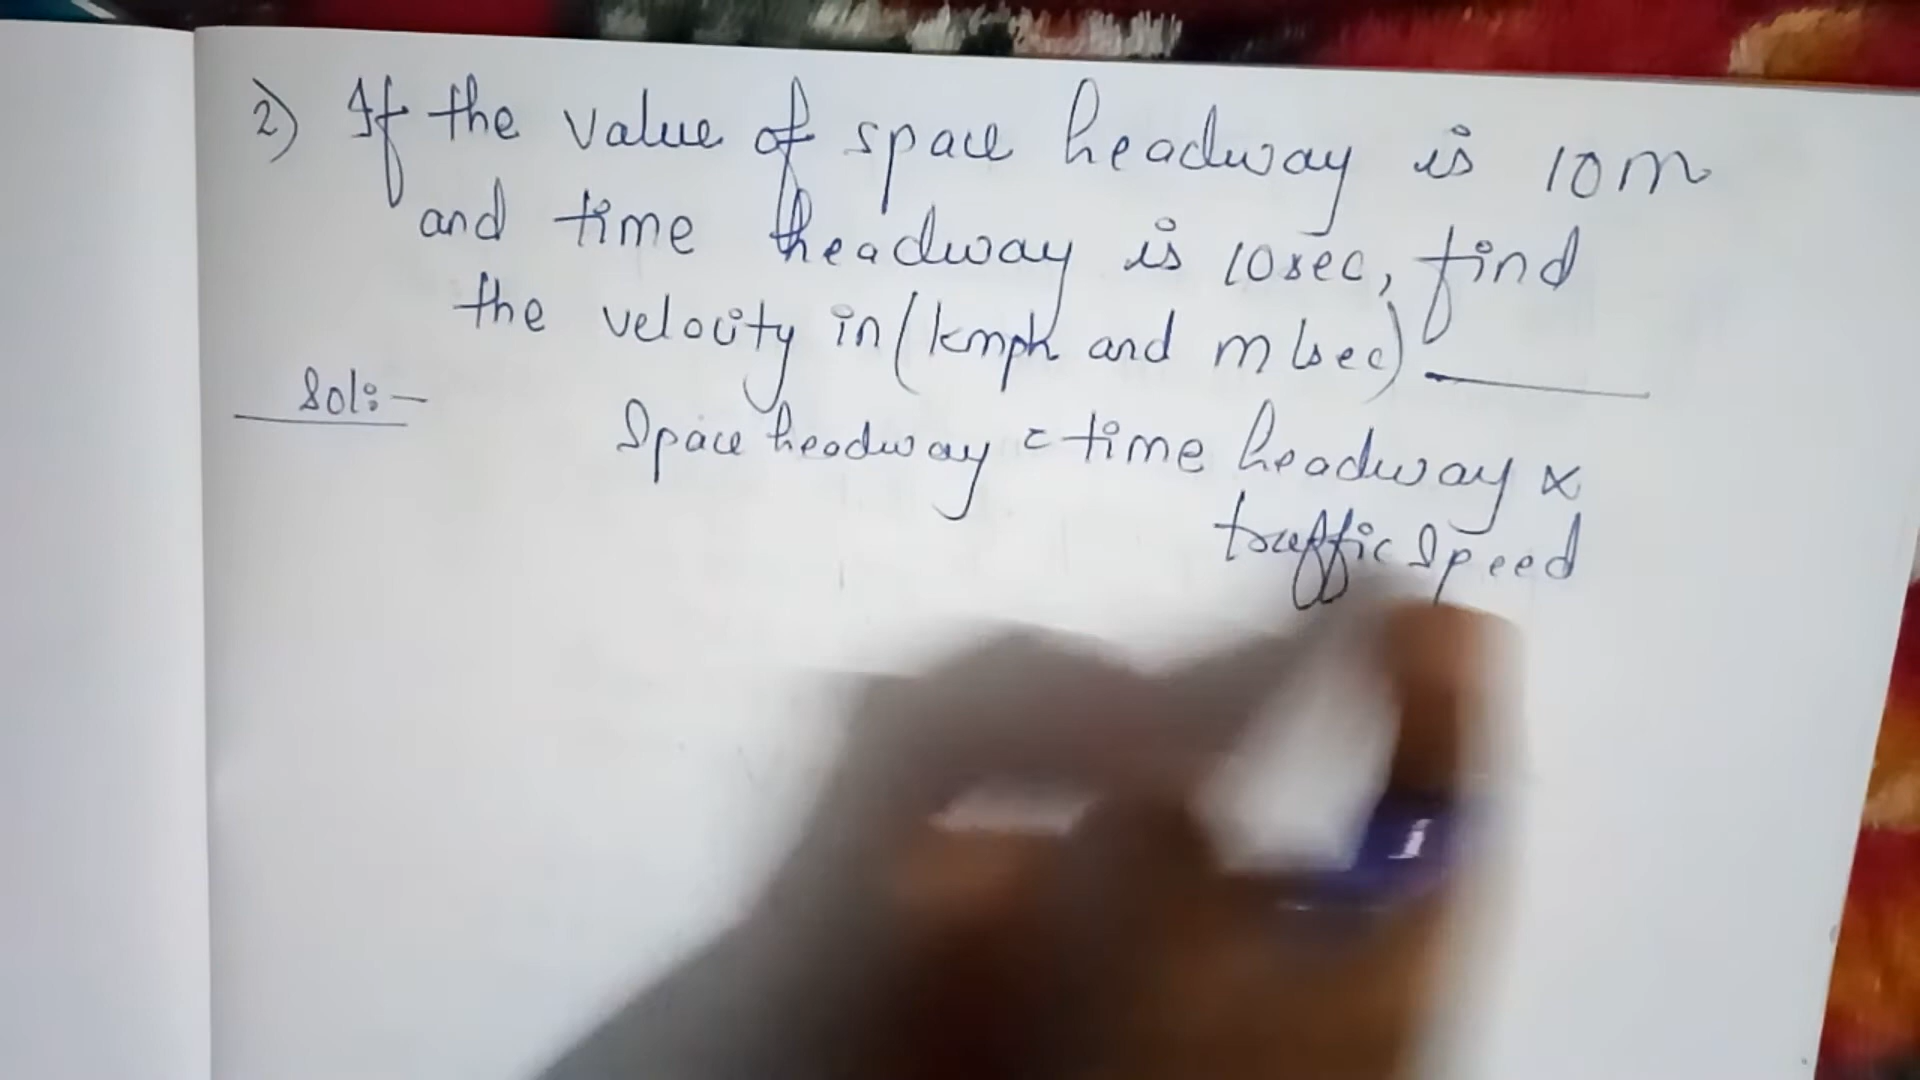 2) If the value of space headway is 10m
and time headway is 10sec, find
the velocity in (kmph and m/sec) ____
Sol:-
Space headway = time headway ×
traffic speed